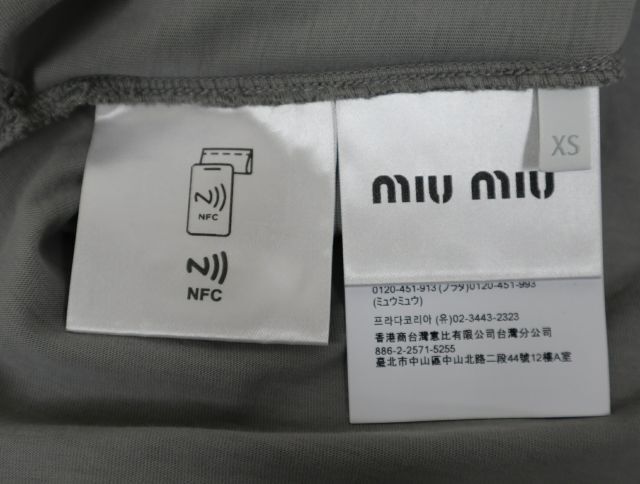 NFC
NFC
XS
miu miu
0120-451-913 (プラダ)0120-451-993
(ミュウミュウ)
프라다코리아 (유)02-3443-2323
香港商台灣意比有限公司台灣分公司
886-2-2571-5255
臺北市中山區中山北路二段44號12樓A室